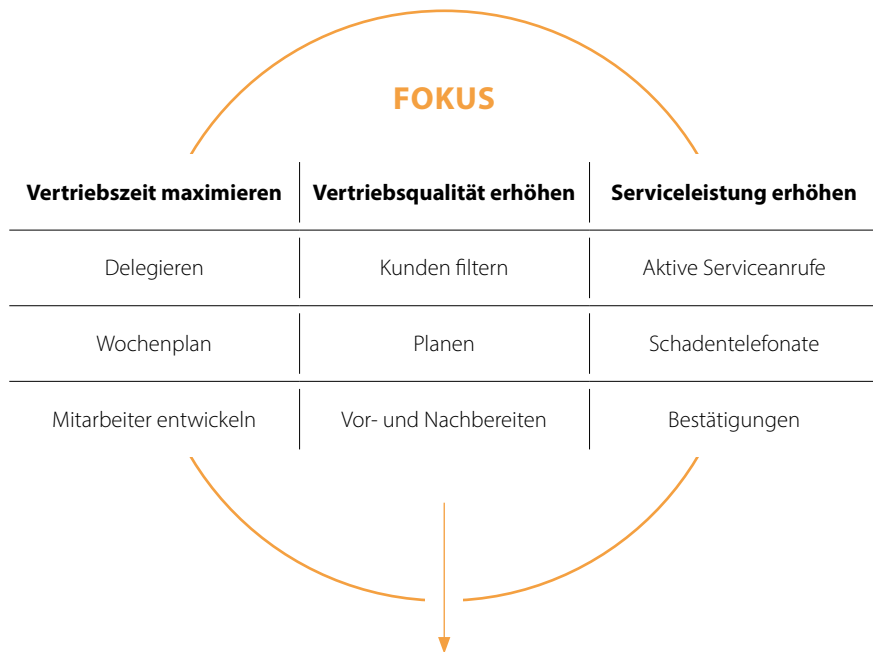 FOKUS
Vertriebszeit maximieren Vertriebsqualität erhöhen Serviceleistung erhöhen
Delegieren Kunden filtern Aktive Serviceanrufe
Wochenplan Planen Schadentelefonate
Mitarbeiter entwickeln Vor- und Nachbereiten Bestätigungen